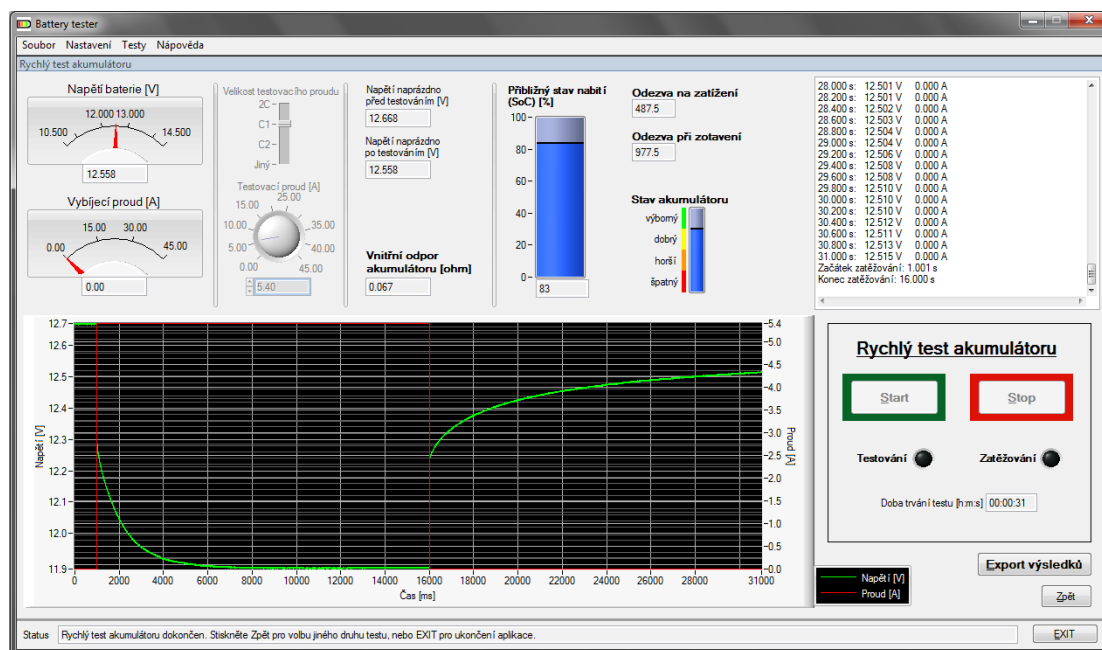 Battery tester
Soubor Nastavení Testy Nápověda
Rychlý test akumulátoru
Napětí baterie [V]
10.500 12.000 13.000 14.500
12.558
Vybíjecí proud [A]
0.00 15.00 30.00 45.00
0.00
Velikost testovacího proudu
2C
C1
C2
Jiný
Testovací proud [A]
0.00 5.00 10.00 15.00 25.00 35.00 40.00 45.00
5.40
Napětí naprázdno
před testováním [V]
12.668
Napětí naprázdno
po testováním [V]
12.558
Vnitřní odpor
akumulátoru [ohm]
0.067
Přibližný stav nabití
(SoC) [%]
100
80
60
40
20
0
83
Odezva na zatížení
487.5
Odezva při zotavení
977.5
Stav akumulátoru
výborný
dobrý
horší
špatný
28.000 s: 12.501 V 0.000 A
28.200 s: 12.501 V 0.000 A
28.400 s: 12.502 V 0.000 A
28.600 s: 12.503 V 0.000 A
28.800 s: 12.504 V 0.000 A
29.000 s: 12.504 V 0.000 A
29.200 s: 12.506 V 0.000 A
29.400 s: 12.508 V 0.000 A
29.600 s: 12.508 V 0.000 A
29.800 s: 12.510 V 0.000 A
30.000 s: 12.510 V 0.000 A
30.200 s: 12.510 V 0.000 A
30.400 s: 12.512 V 0.000 A
30.600 s: 12.511 V 0.000 A
30.800 s: 12.513 V 0.000 A
31.000 s: 12.515 V 0.000 A
Začátek zatěžování: 1.001 s
Konec zatěžování: 16.000 s
Napětí [V]
12.7
12.6
12.5
12.4
12.3
12.2
12.1
12.0
11.9
0 2000 4000 6000 8000 10000 12000 14000 16000 18000 20000 22000 24000 26000 28000 31000
Čas [ms]
5.4
5.0
4.5
4.0
3.5
3.0
2.5
2.0
1.5
1.0
0.5
0.0
Proud [A]
Rychlý test akumulátoru
Start Stop
Testování Zatěžování
Doba trvání testu [h:m:s] 00:00:31
Napětí [V]
Proud [A]
Export výsledků
Zpět
Status Rychlý test akumulátoru dokončen. Stiskněte Zpět pro volbu jiného druhu testu, nebo EXIT pro ukončení aplikace.
EXIT